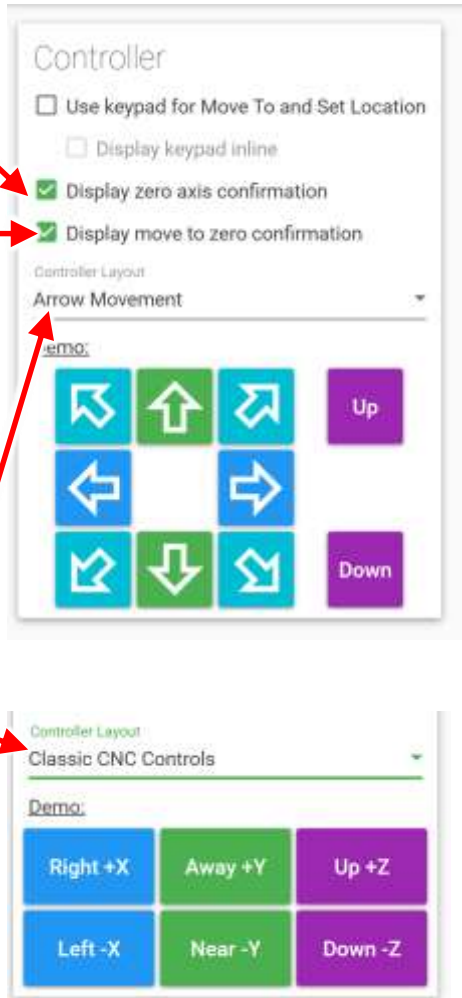 Controller
Use keypad for Move To and Set Location
Display keypad inline
Display zero axis confirmation
Display move to zero confirmation
Controller Layout
Arrow Movement
emo:
Up
Down
Controller Layout
Classic CNC Controls
Demo:
Right +X Away +Y Up +Z
Left -X Near -Y Down -Z